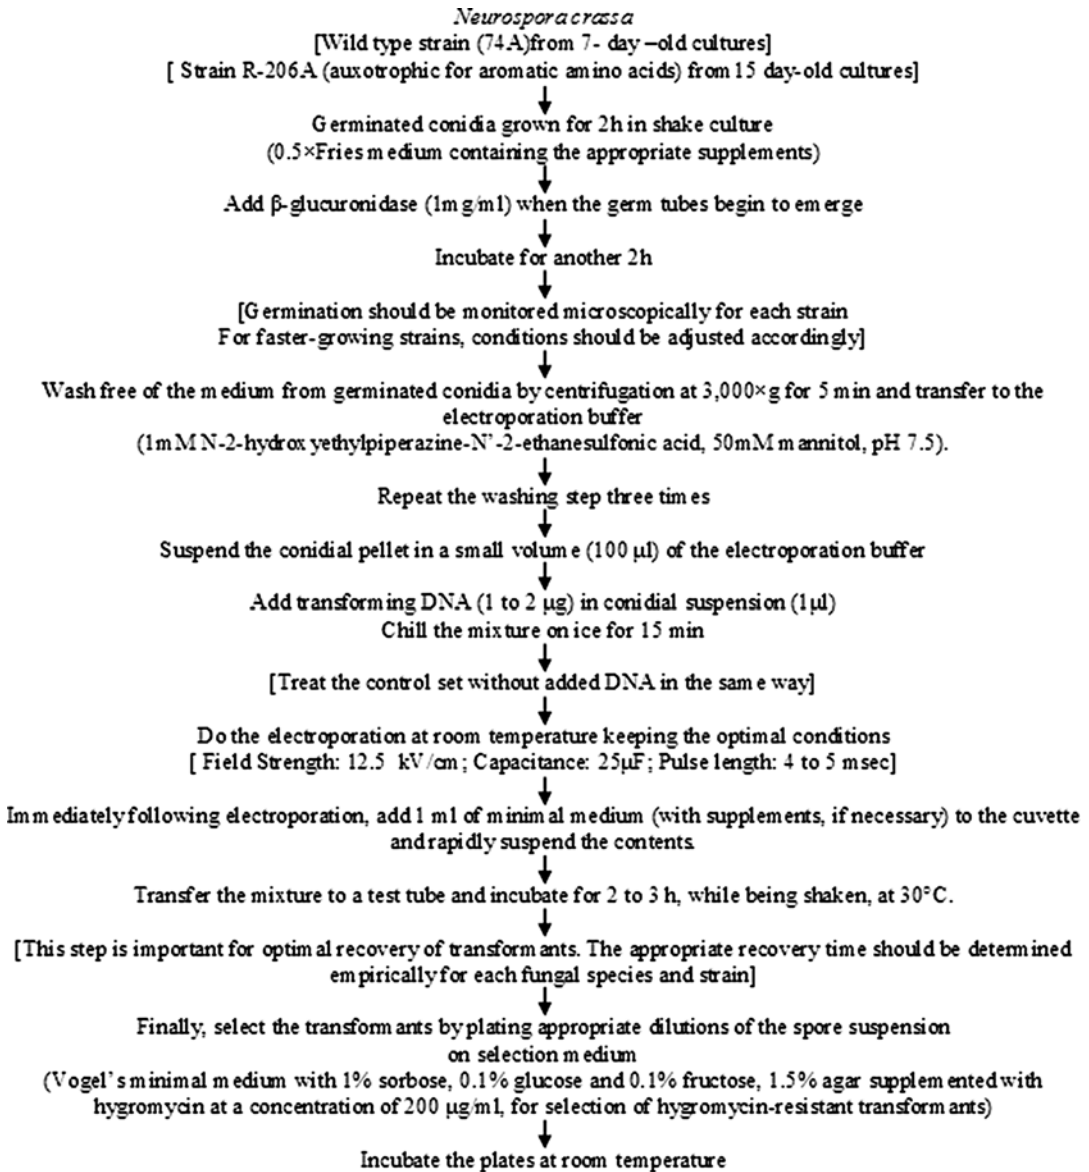 Neurospora crassa
[Wild type strain (74A)from 7- day –old cultures]
[ Strain R-206A (auxotrophic for aromatic amino acids) from 15 day-old cultures]
Germinated conidia grown for 2h in shake culture
(0.5×Fries medium containing the appropriate supplements)
Add β-glucuronidase (1mg/ml) when the germ tubes begin to emerge
Incubate for another 2h
[Germination should be monitored microscopically for each strain
For faster-growing strains, conditions should be adjusted accordingly]
Wash free of the medium from germinated conidia by centrifugation at 3,000×g for 5 min and transfer to the
electroporation buffer
(1mM N-2-hydrox yethylpiperazine-N’-2-ethanesulfonic acid, 50mM mannitol, pH 7.5).
Repeat the washing step three times
Suspend the conidial pellet in a small volume (100 µl) of the electroporation buffer
Add transforming DNA (1 to 2 µg) in conidial suspension (1µl)
Chill the mixture on ice for 15 min
[Treat the control set without added DNA in the same way]
Do the electroporation at room temperature keeping the optimal conditions
[ Field Strength: 12.5 kV/cm; Capacitance: 25µF; Pulse length: 4 to 5 msec]
Immediately following electroporation, add 1 ml of minimal medium (with supplements, if necessary) to the cuvette
and rapidly suspend the contents.
Transfer the mixture to a test tube and incubate for 2 to 3 h, while being shaken, at 30°C.
[This step is important for optimal recovery of transformants. The appropriate recovery time should be determined
empirically for each fungal species and strain]
Finally, select the transformants by plating appropriate dilutions of the spore suspension
on selection medium
(Vogel’s minimal medium with 1% sorbose, 0.1% glucose and 0.1% fructose, 1.5% agar supplemented with
hygromycin at a concentration of 200 µg/ml, for selection of hygromycin-resistant transformants)
Incubate the plates at room temperature